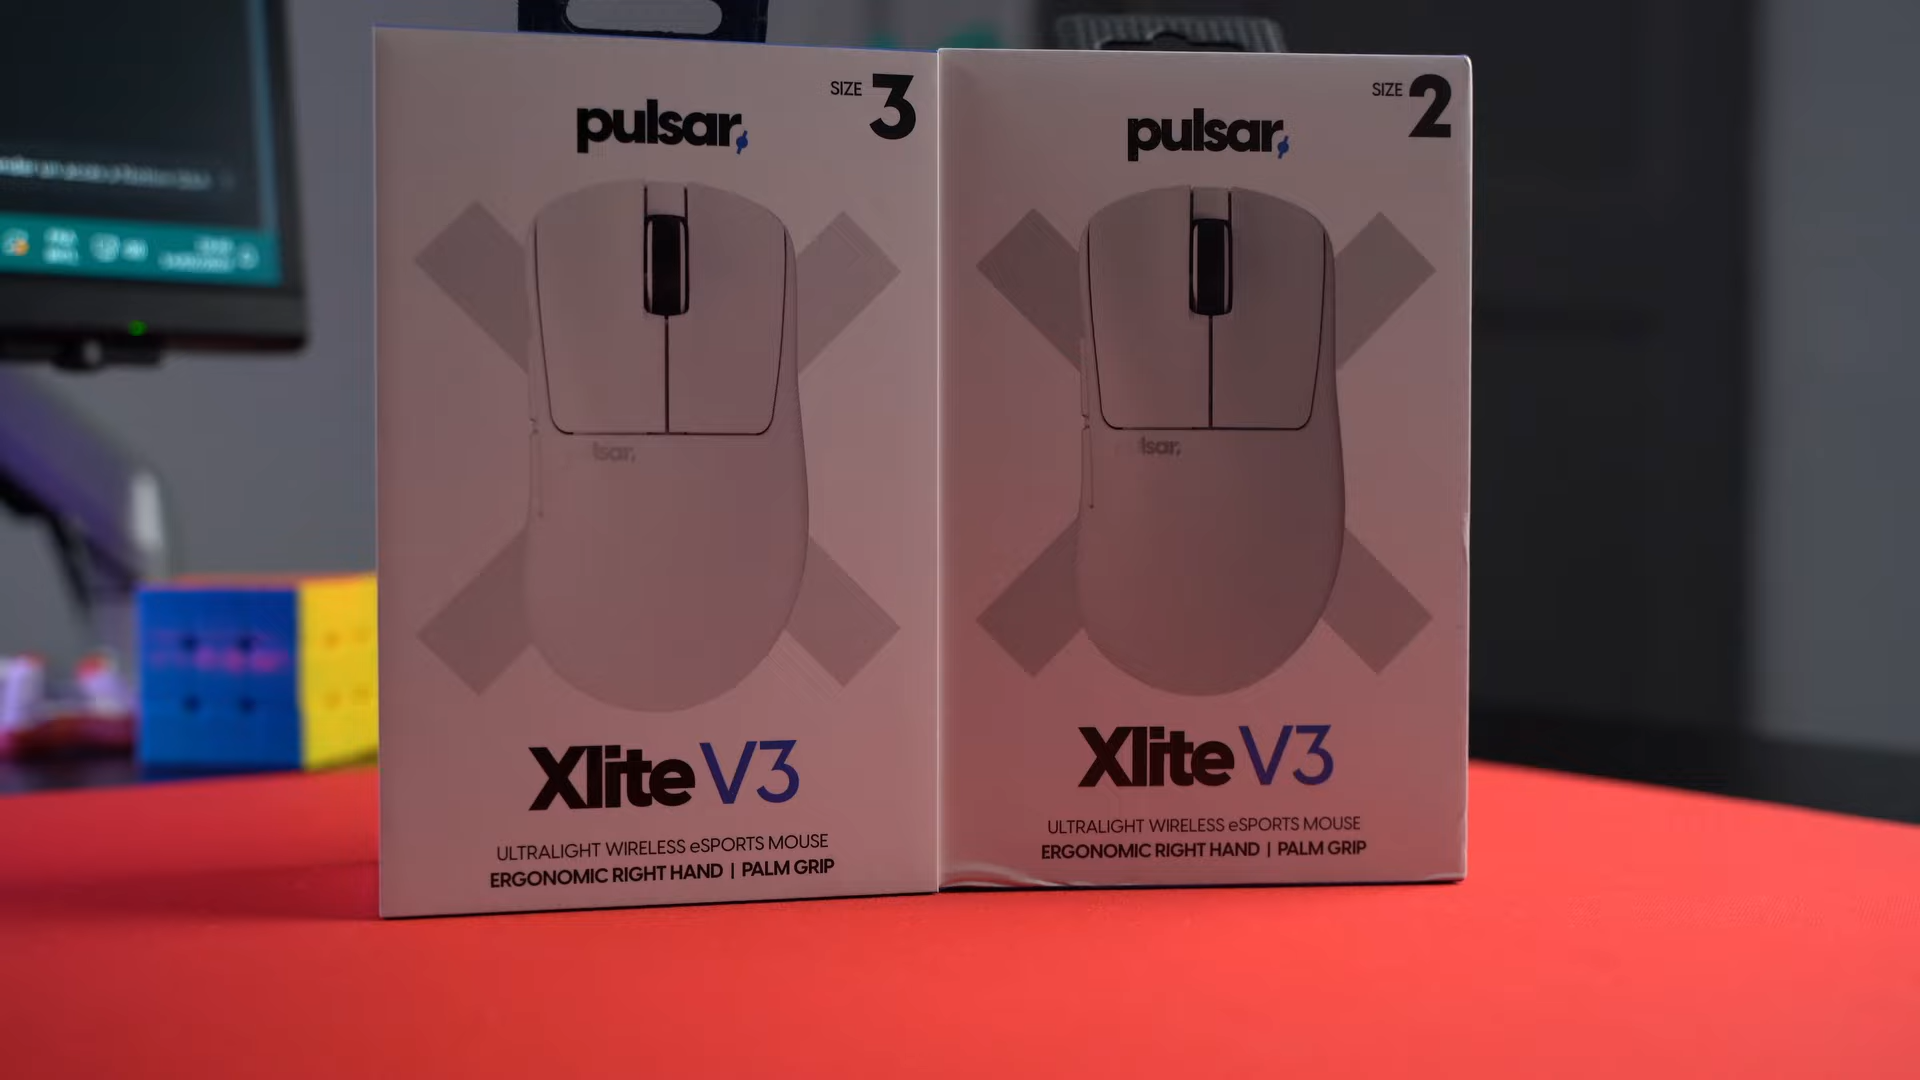 SIZE 3
pulsar
lsar
Xlite V3
ULTRALIGHT WIRELESS eSPORTS MOUSE
ERGONOMIC RIGHT HAND | PALM GRIP
SIZE 2
pulsar
lsar
Xlite V3
ULTRALIGHT WIRELESS eSPORTS MOUSE
ERGONOMIC RIGHT HAND | PALM GRIP